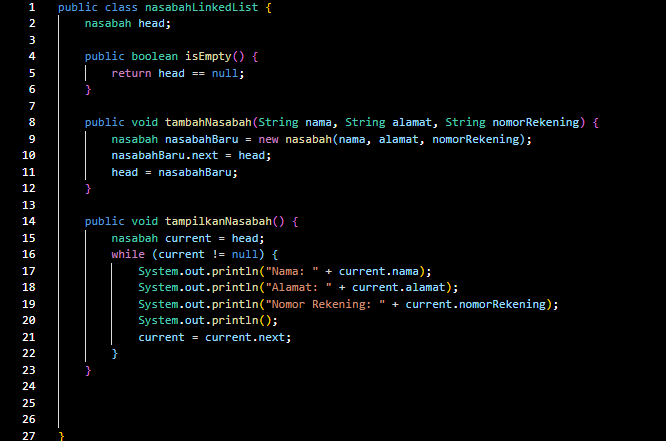 1 public class nasabahLinkedList {
2     nasabah head;
3
4     public boolean isEmpty() {
5         return head == null;
6     }
7
8     public void tambahNasabah(String nama, String alamat, String nomorRekening) {
9         nasabah nasabahBaru = new nasabah(nama, alamat, nomorRekening);
10         nasabahBaru.next = head;
11         head = nasabahBaru;
12     }
13
14     public void tampilkanNasabah() {
15         nasabah current = head;
16         while (current != null) {
17             System.out.println("Nama: " + current.nama);
18             System.out.println("Alamat: " + current.alamat);
19             System.out.println("Nomor Rekening: " + current.nomorRekening);
20             System.out.println();
21             current = current.next;
22         }
23     }
24
25
26
27 }